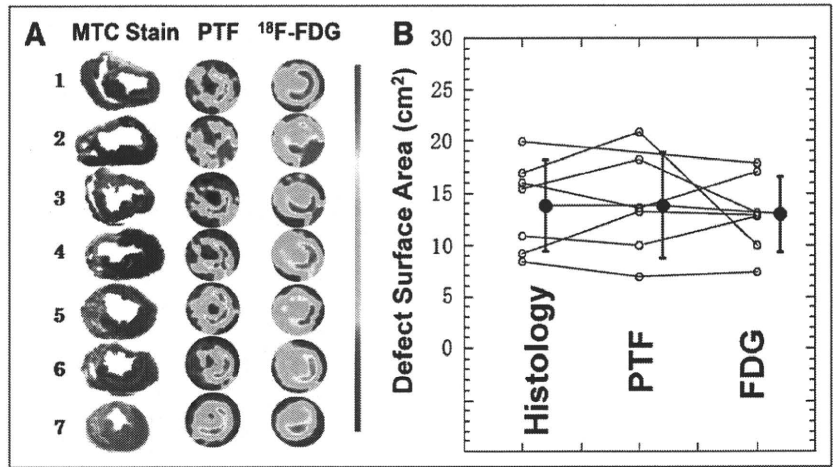 A MTC Stain PTF ¹⁸F-FDG
1
2
3
4
5
6
7
B
Defect Surface Area (cm²)
30
25
20
15
10
5
0
Histology
PTF
FDG